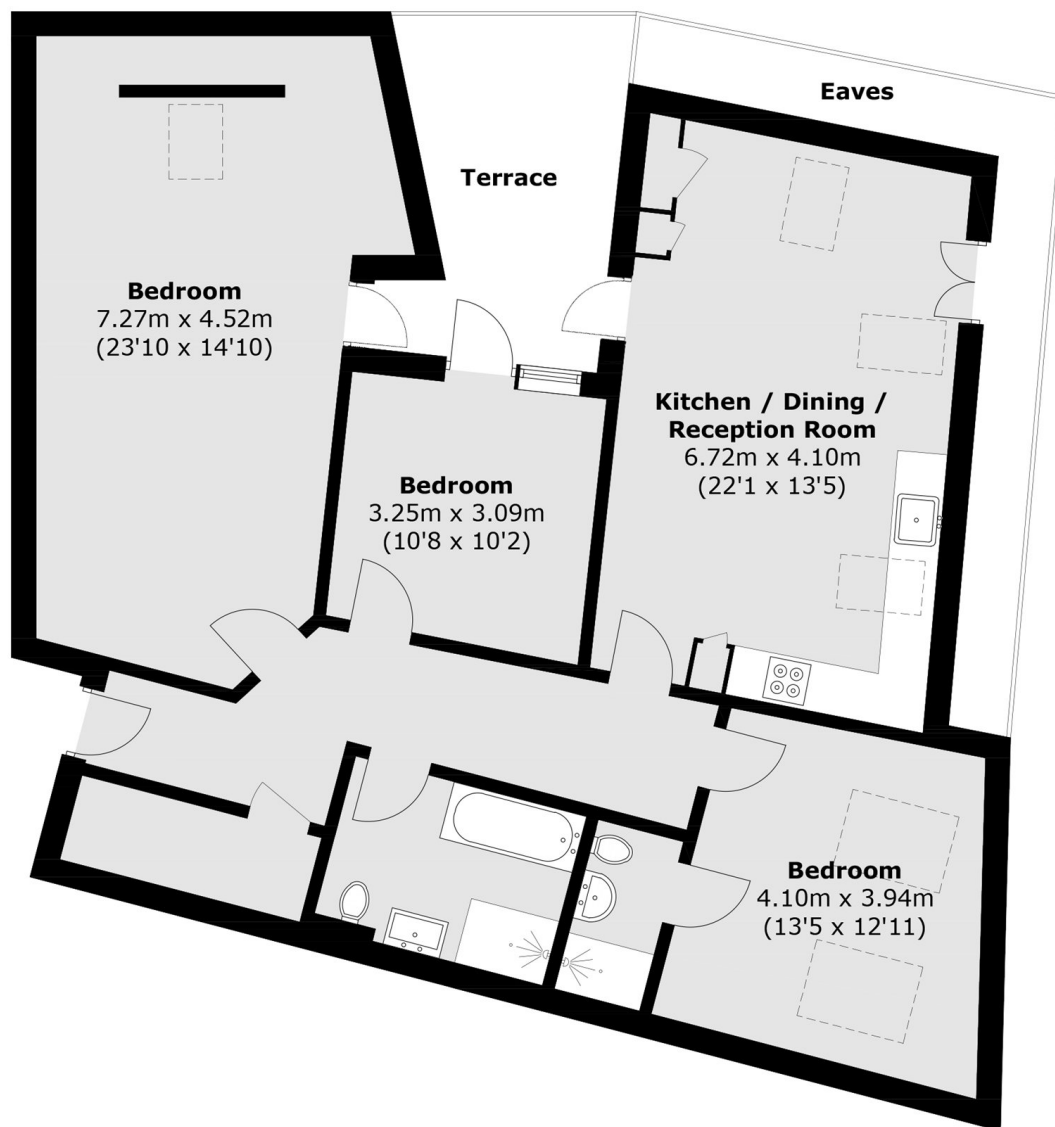 Eaves
Terrace
Bedroom
7.27m x 4.52m
(23'10 x 14'10)
Kitchen / Dining /
Reception Room
6.72m x 4.10m
(22'1 x 13'5)
Bedroom
3.25m x 3.09m
(10'8 x 10'2)
Bedroom
4.10m x 3.94m
(13'5 x 12'11)